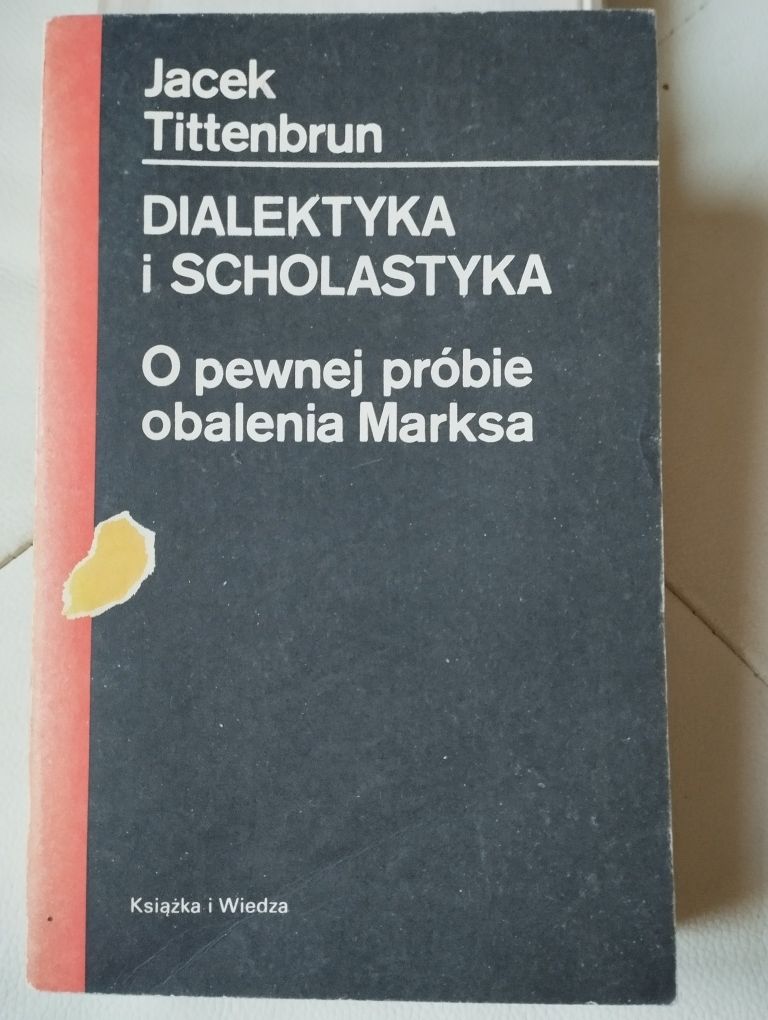 Jacek
Tittenbrun
DIALEKTYKA
i SCHOLASTYKA
O pewnej próbie
obalenia Marksa
Książka i Wiedza